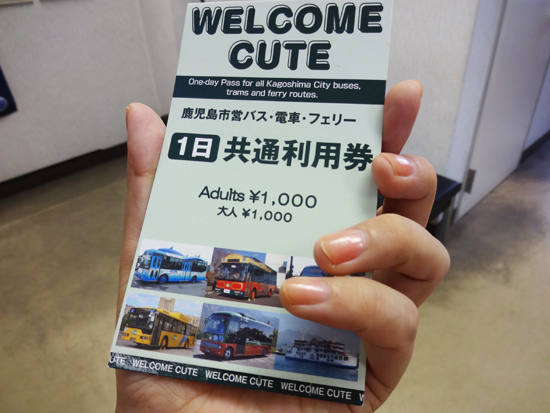 WELCOME
CUTE
One-day Pass for all Kagoshima City buses,
trams and ferry routes.
鹿児島市営バス・電車・フェリー
1日 共通利用券
Adults ¥1,000
大人 ¥1,000
WELCOME CUTE WELCOME CUTE WELCOME CUTE